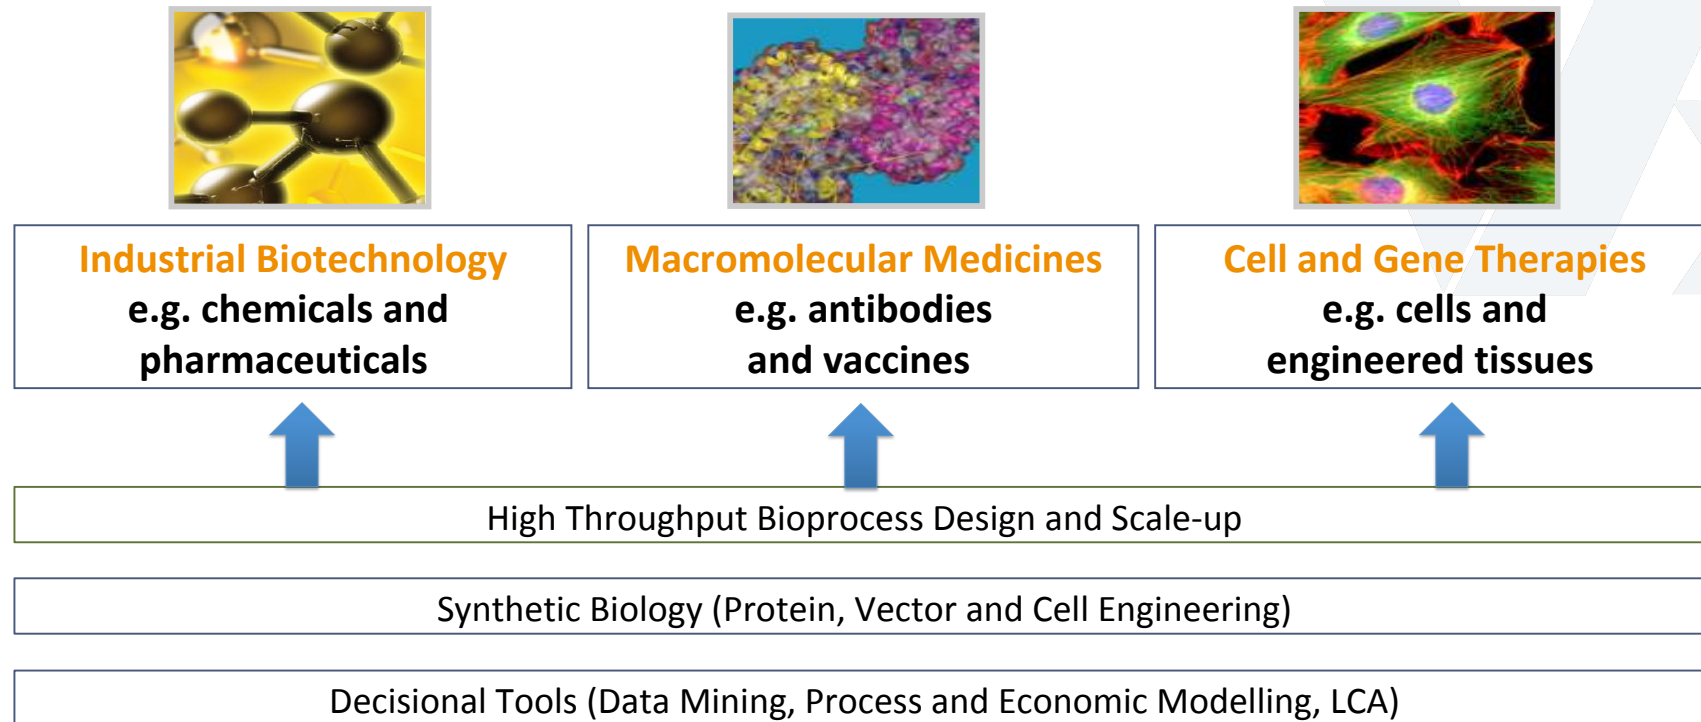 Industrial Biotechnology
e.g. chemicals and
pharmaceuticals
Macromolecular Medicines
e.g. antibodies
and vaccines
Cell and Gene Therapies
e.g. cells and
engineered tissues
High Throughput Bioprocess Design and Scale-up
Synthetic Biology (Protein, Vector and Cell Engineering)
Decisional Tools (Data Mining, Process and Economic Modelling, LCA)